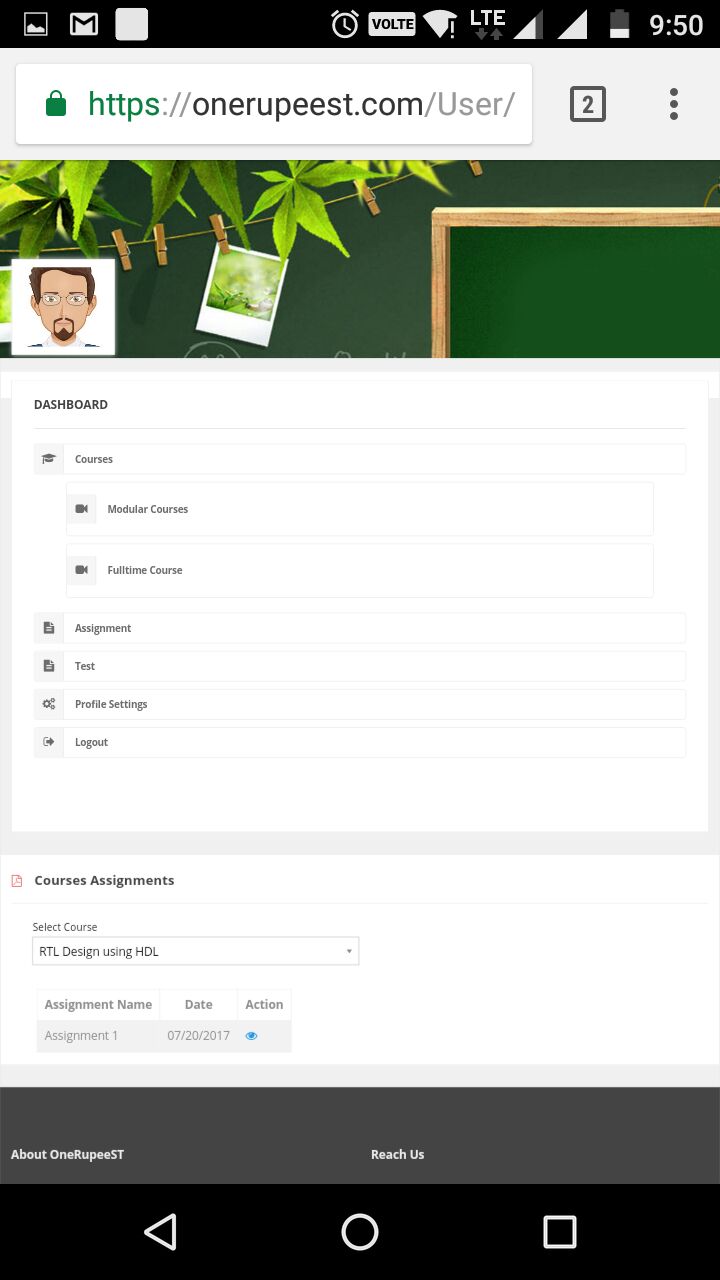 VOLTE LTE 9:50
https://onerupeest.com/User/ 2
DASHBOARD
Courses
Modular Courses
Fulltime Course
Assignment
Test
Profile Settings
Logout
Courses Assignments
Select Course
RTL Design using HDL
Assignment Name Date Action
Assignment 1 07/20/2017
About OneRupeeST Reach Us